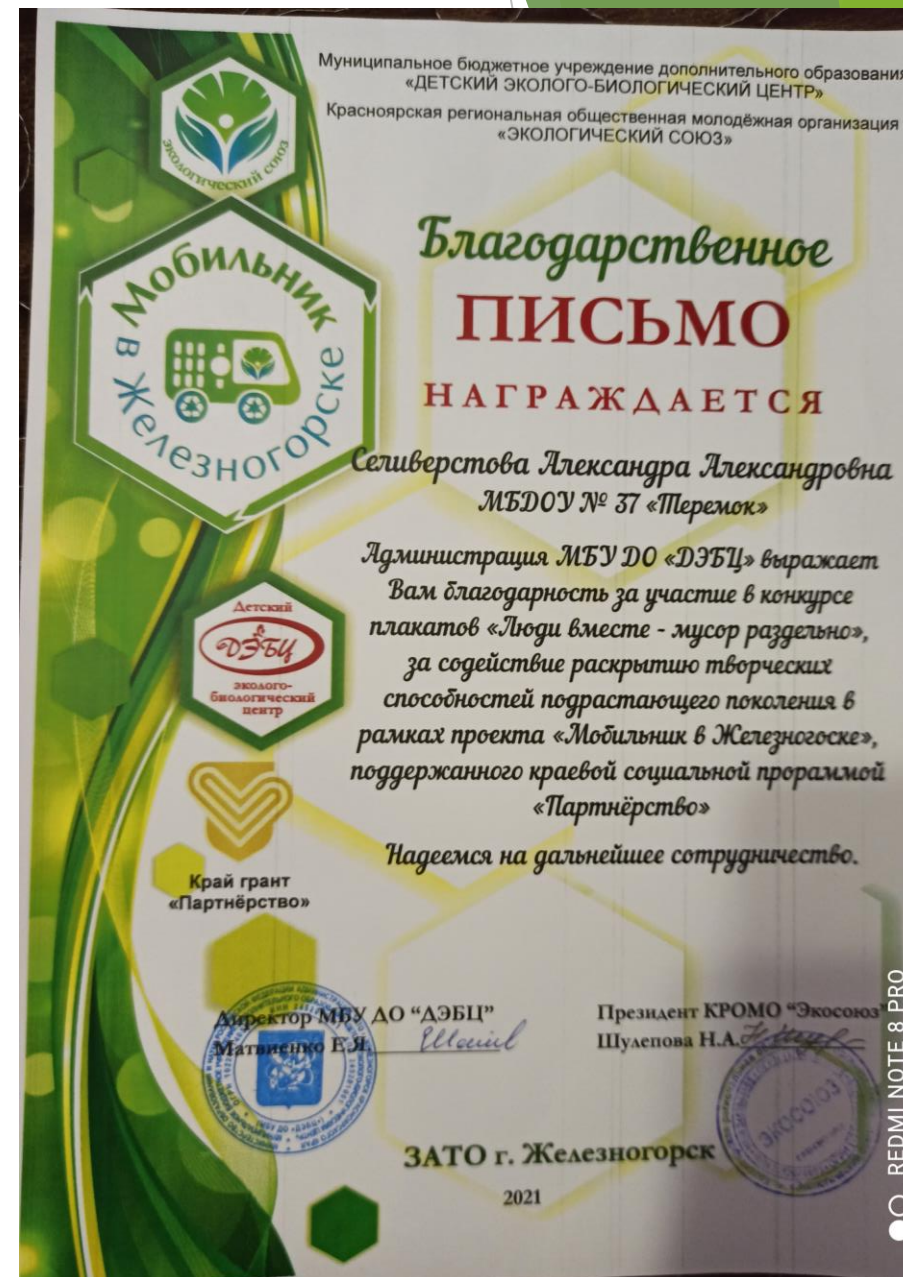 Муниципальное бюджетное учреждение дополнительного образования
«ДЕТСКИЙ ЭКОЛОГО-БИОЛОГИЧЕСКИЙ ЦЕНТР»
Красноярская региональная общественная молодёжная организация
«ЭКОЛОГИЧЕСКИЙ СОЮЗ»
экологический союз
Мобильник
в Железногорске
Благодарственное
ПИСЬМО
НАГРАЖДАЕТСЯ
Селиверстова Александра Александровна
МБДОУ № 37 «Теремок»
Администрация МБУ ДО «ДЭБЦ» выражает
Вам благодарность за участие в конкурсе
плакатов «Люди вместе - мусор раздельно»,
за содействие раскрытию творческих
способностей подрастающего поколения в
рамках проекта «Мобильник в Железногоске»,
поддержанного краевой социальной прораммой
«Партнёрство»
Надеемся на дальнейшее сотрудничество.
Детский
ДЭБЦ
эколого-
биологический
центр
Край грант
«Партнёрство»
Директор МБУ ДО “ДЭБЦ”
Матвиенко Е.Я.
Президент КРОМО “Экосоюз”
Шулепова Н.А.
ЭКОСОЮЗ
ЗАТО г. Железногорск
2021
REDMI NOTE 8 PRO